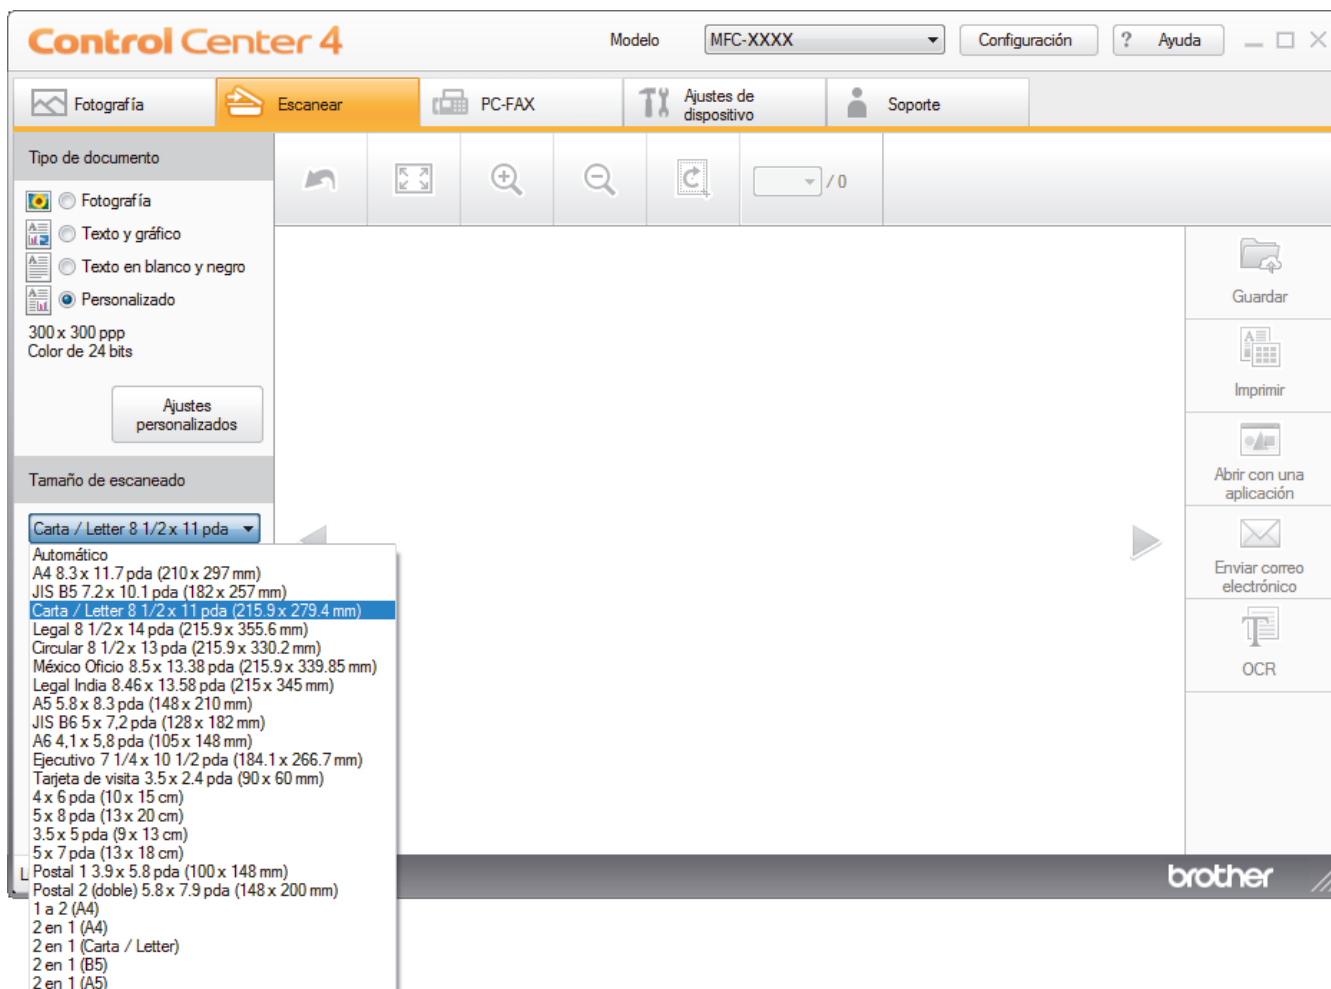 Control Center 4
Modelo
MFC-XXXX
Configuración
? Ayuda
Fotografía
Escanear
PC-FAX
Ajustes de
dispositivo
Soporte
Tipo de documento
Fotografía
Texto y gráfico
Texto en blanco y negro
Personalizado
300 x 300 ppp
Color de 24 bits
Ajustes
personalizados
/ 0
Tamaño de escaneado
Carta / Letter 8 1/2 x 11 pda
Automático
A4 8.3 x 11.7 pda (210 x 297 mm)
JIS B5 7.2 x 10.1 pda (182 x 257 mm)
Carta / Letter 8 1/2 x 11 pda (215.9 x 279.4 mm)
Legal 8 1/2 x 14 pda (215.9 x 355.6 mm)
Circular 8 1/2 x 13 pda (215.9 x 330.2 mm)
México Oficio 8.5 x 13.38 pda (215.9 x 339.85 mm)
Legal India 8.46 x 13.58 pda (215 x 345 mm)
A5 5.8 x 8.3 pda (148 x 210 mm)
JIS B6 5 x 7,2 pda (128 x 182 mm)
A6 4,1 x 5,8 pda (105 x 148 mm)
Ejecutivo 7 1/4 x 10 1/2 pda (184.1 x 266.7 mm)
Tarjeta de visita 3.5 x 2.4 pda (90 x 60 mm)
4 x 6 pda (10 x 15 cm)
5 x 8 pda (13 x 20 cm)
3.5 x 5 pda (9 x 13 cm)
5 x 7 pda (13 x 18 cm)
Postal 1 3.9 x 5.8 pda (100 x 148 mm)
Postal 2 (doble) 5.8 x 7.9 pda (148 x 200 mm)
1 a 2 (A4)
2 en 1 (A4)
2 en 1 (Carta / Letter)
2 en 1 (B5)
2 en 1 (A5)
Guardar
Imprimir
Abrir con una
aplicación
Enviar correo
electrónico
OCR
brother